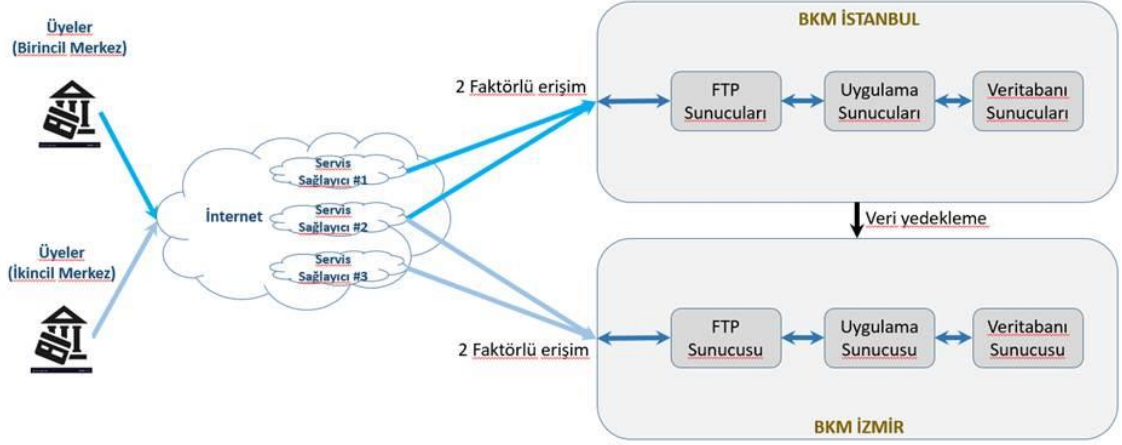 Üyeler
(Birincil Merkez)
BKM İSTANBUL
2 Faktörlü erişim
FTP
Sunucuları
Uygulama
Sunucuları
Veritabanı
Sunucuları
Servis
Sağlayıcı #1
İnternet
Servis
Sağlayıcı #2
Veri yedekleme
Üyeler
(İkincil Merkez)
Servis
Sağlayıcı #3
2 Faktörlü erişim
FTP
Sunucusu
Uygulama
Sunucusu
Veritabanı
Sunucusu
BKM İZMİR